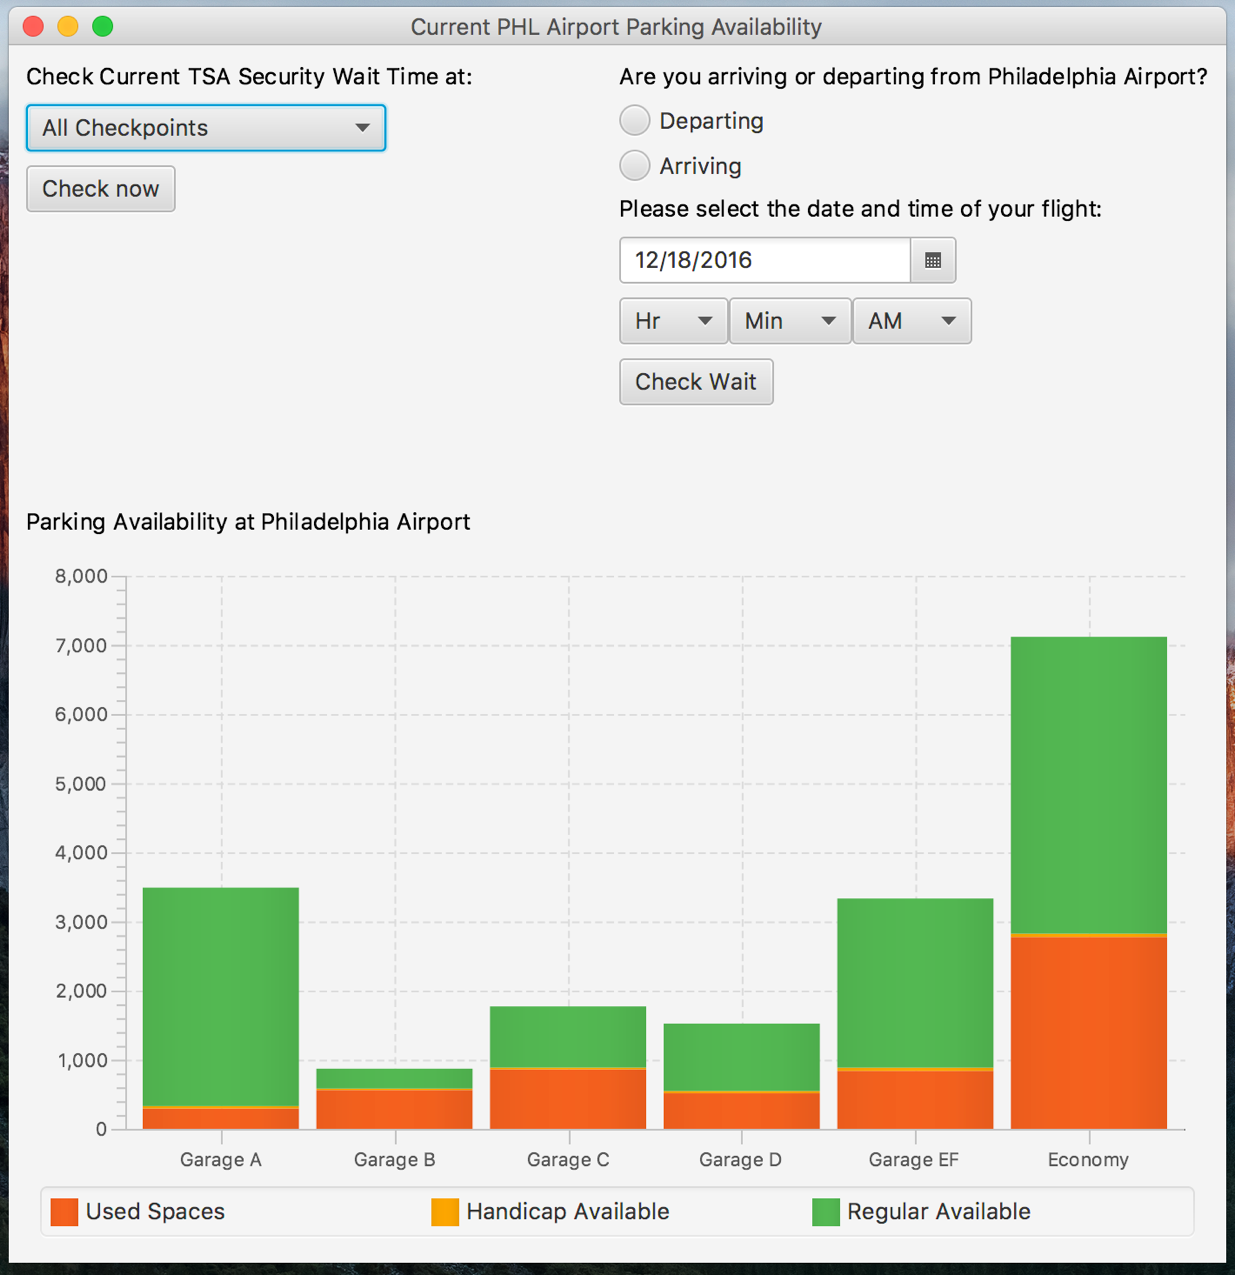 Current PHL Airport Parking Availability
Check Current TSA Security Wait Time at:
All Checkpoints
Check now
Are you arriving or departing from Philadelphia Airport?
Departing
Arriving
Please select the date and time of your flight:
12/18/2016
Hr Min AM
Check Wait
Parking Availability at Philadelphia Airport
8,000
7,000
6,000
5,000
4,000
3,000
2,000
1,000
0
Garage A Garage B Garage C Garage D Garage EF Economy
Used Spaces Handicap Available Regular Available